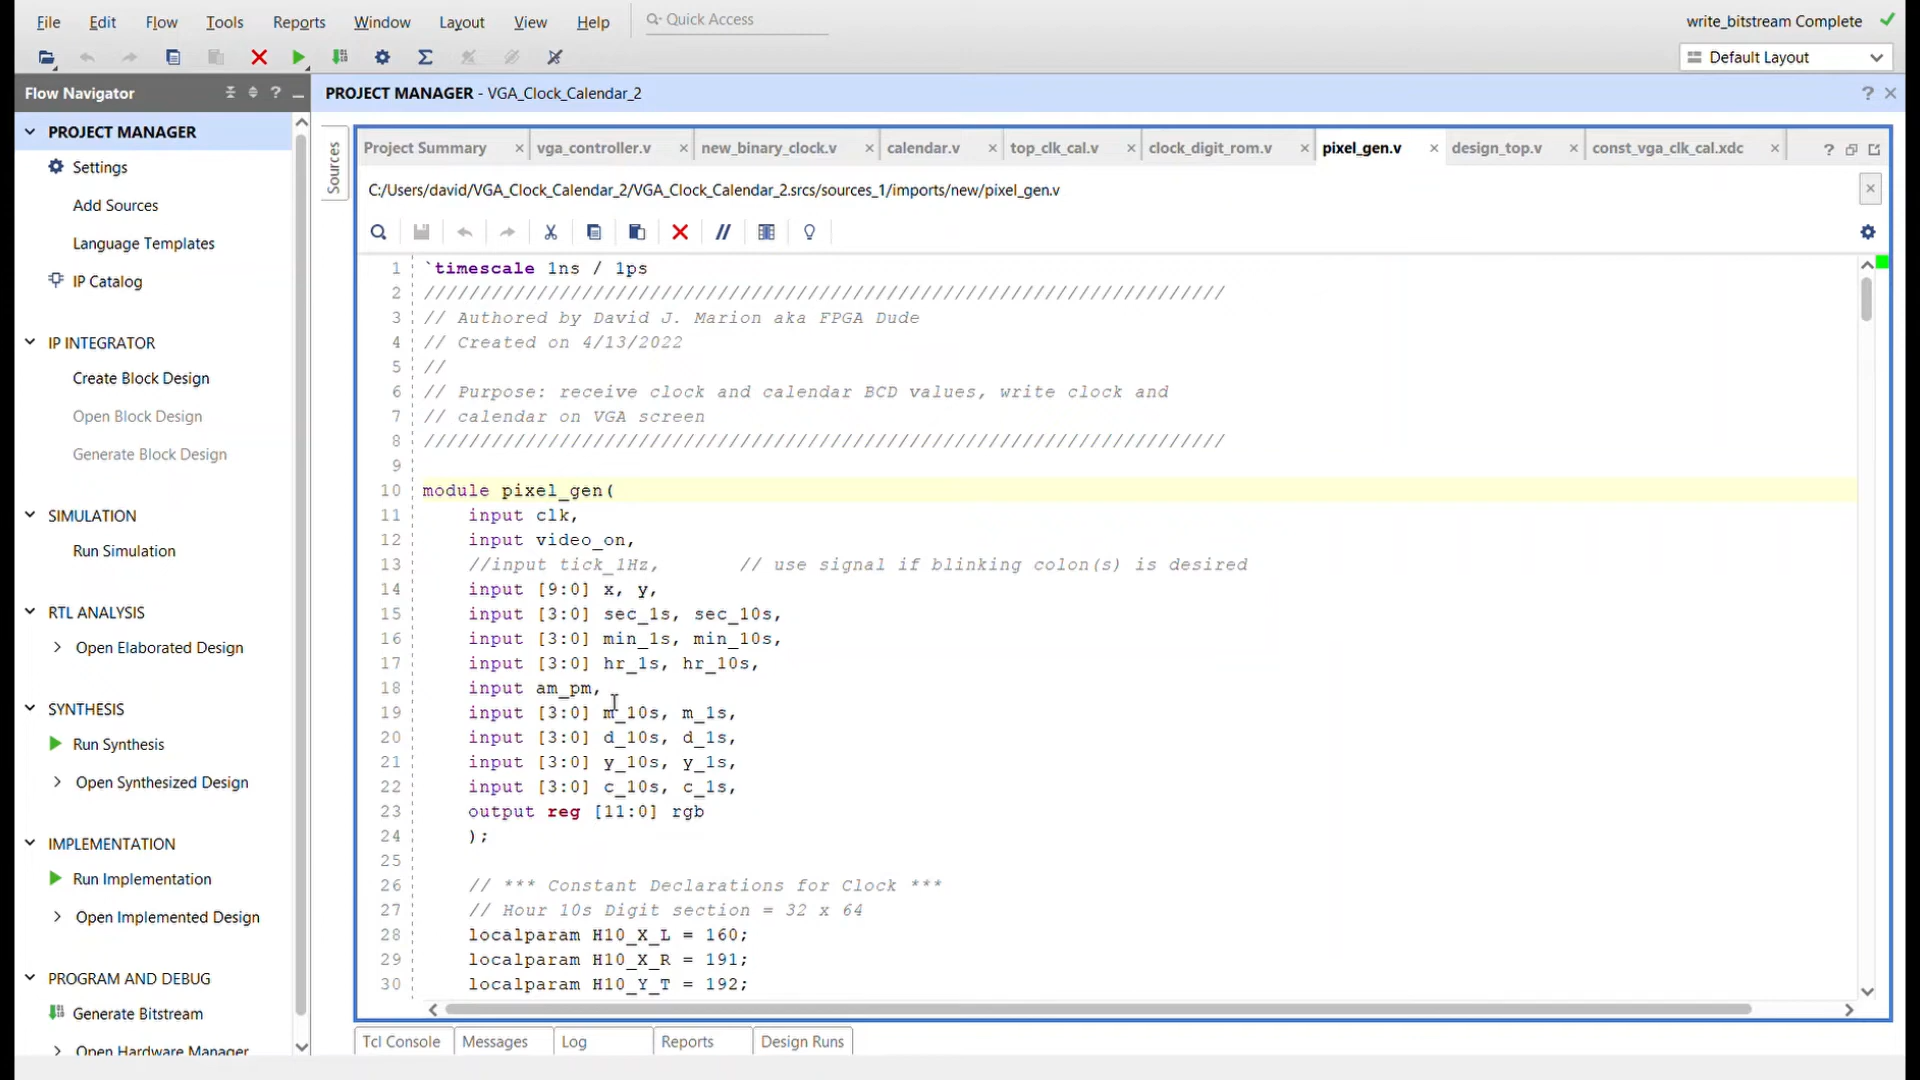 File Edit Flow Tools Reports Window Layout View Help Quick Access write_bitstream Complete
Default Layout
Flow Navigator
PROJECT MANAGER - VGA_Clock_Calendar_2
PROJECT MANAGER
Settings
Add Sources
Language Templates
IP Catalog
IP INTEGRATOR
Create Block Design
Open Block Design
Generate Block Design
SIMULATION
Run Simulation
RTL ANALYSIS
Open Elaborated Design
SYNTHESIS
Run Synthesis
Open Synthesized Design
IMPLEMENTATION
Run Implementation
Open Implemented Design
PROGRAM AND DEBUG
Generate Bitstream
Open Hardware Manager
Sources
Project Summary vga_controller.v new_binary_clock.v calendar.v top_clk_cal.v clock_digit_rom.v pixel_gen.v design_top.v const_vga_clk_cal.xdc
C:/Users/david/VGA_Clock_Calendar_2/VGA_Clock_Calendar_2.srcs/sources_1/imports/new/pixel_gen.v
1 `timescale 1ns / 1ps
2 ///////////////////////////////////////////////////////////////////////
3 // Authored by David J. Marion aka FPGA Dude
4 // Created on 4/13/2022
5 //
6 // Purpose: receive clock and calendar BCD values, write clock and
7 // calendar on VGA screen
8 ///////////////////////////////////////////////////////////////////////
9
10 module pixel_gen(
11 input clk,
12 input video_on,
13 //input tick_1Hz, // use signal if blinking colon(s) is desired
14 input [9:0] x, y,
15 input [3:0] sec_1s, sec_10s,
16 input [3:0] min_1s, min_10s,
17 input [3:0] hr_1s, hr_10s,
18 input am_pm,
19 input [3:0] m_10s, m_1s,
20 input [3:0] d_10s, d_1s,
21 input [3:0] y_10s, y_1s,
22 input [3:0] c_10s, c_1s,
23 output reg [11:0] rgb
24 );
25
26 // *** Constant Declarations for Clock ***
27 // Hour 10s Digit section = 32 x 64
28 localparam H10_X_L = 160;
29 localparam H10_X_R = 191;
30 localparam H10_Y_T = 192;
Tcl Console Messages Log Reports Design Runs